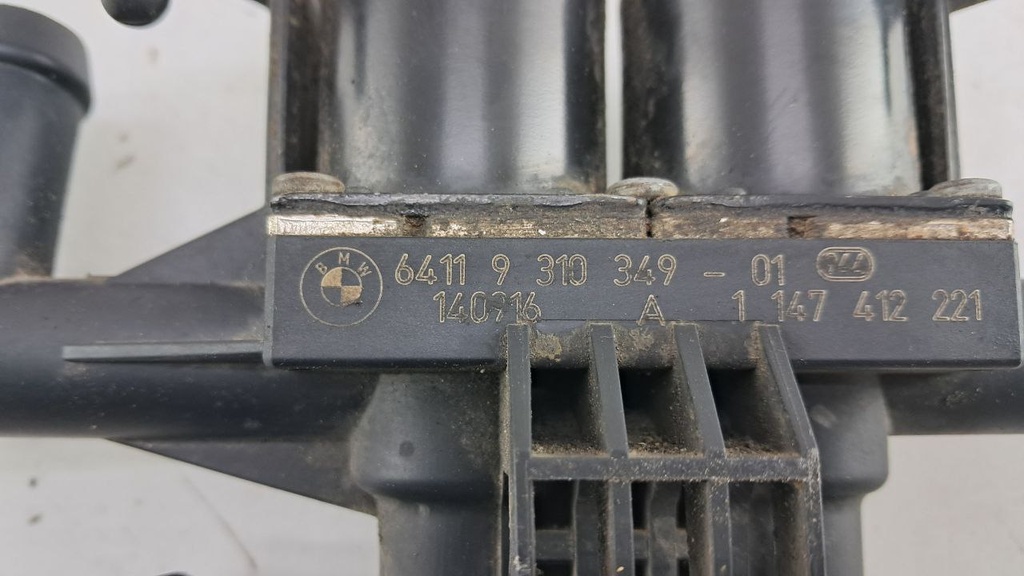 BMW 6411 9 310 349 - 01
140916 A 1 147 412 221